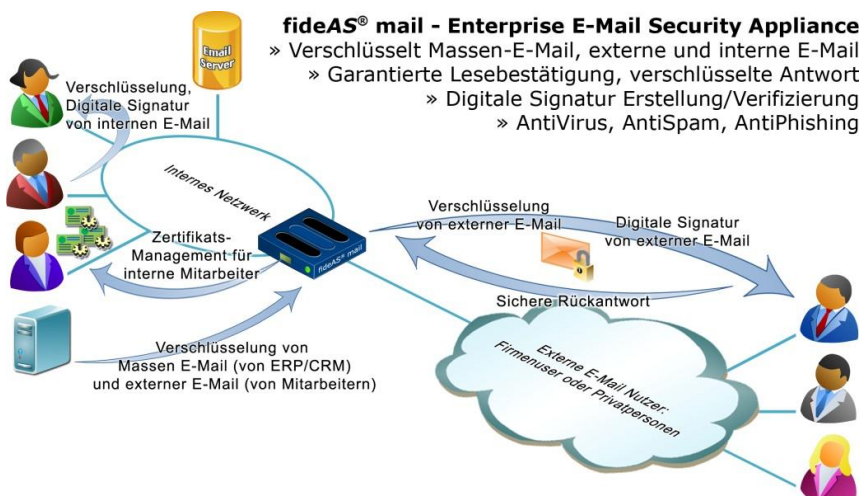 fideAS® mail - Enterprise E-Mail Security Appliance
» Verschlüsselt Massen-E-Mail, externe und interne E-Mail
» Garantierte Lesebestätigung, verschlüsselte Antwort
» Digitale Signatur Erstellung/Verifizierung
» AntiVirus, AntiSpam, AntiPhishing
Email
Server
Verschlüsselung,
Digitale Signatur
von internen E-Mail
Internes Netzwerk
Zertifikats-
Management für
interne Mitarbeiter
fideAS® mail
Verschlüsselung
von externer E-Mail
Digitale Signatur
von externer E-Mail
Sichere Rückantwort
Verschlüsselung von
Massen E-Mail (von ERP/CRM)
und externer E-Mail (von Mitarbeitern)
Externe E-Mail Nutzer:
Firmenuser oder Privatpersonen